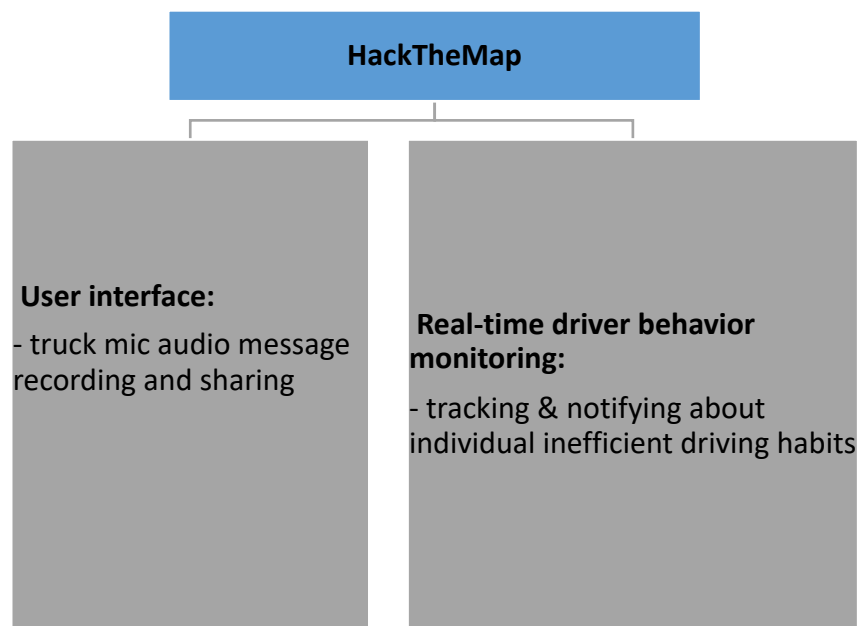 HackTheMap
User interface:
- truck mic audio message
recording and sharing
Real-time driver behavior
monitoring:
- tracking & notifying about
individual inefficient driving habits